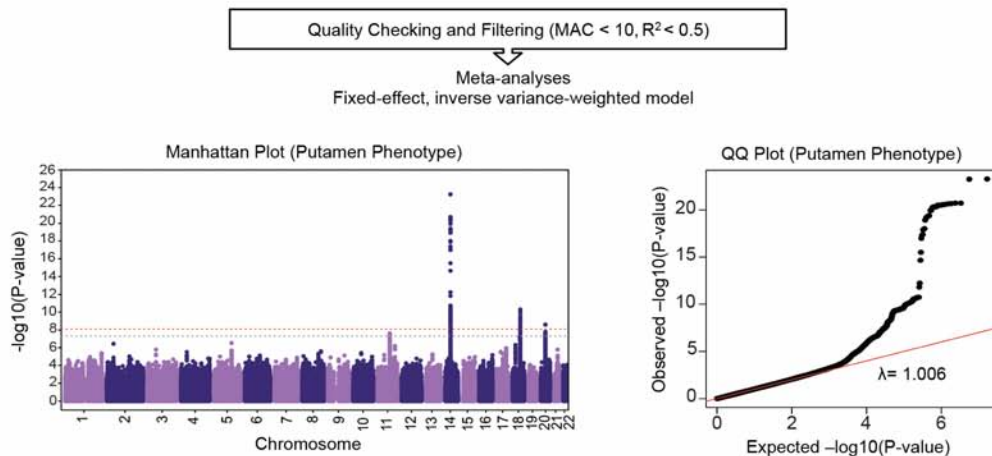 Quality Checking and Filtering (MAC < 10, R² < 0.5)
Meta-analyses
Fixed-effect, inverse variance-weighted model
Manhattan Plot (Putamen Phenotype)
26
24
22
20
18
16
14
12
10
8
6
4
2
0
-log10(P-value)
1 2 3 4 5 6 7 8 9 10 11 12 13 14 15 16 17 18 19 20 21 22
Chromosome
QQ Plot (Putamen Phenotype)
20
15
10
5
0
Observed –log10(P-value)
λ= 1.006
0 2 4 6
Expected –log10(P-value)